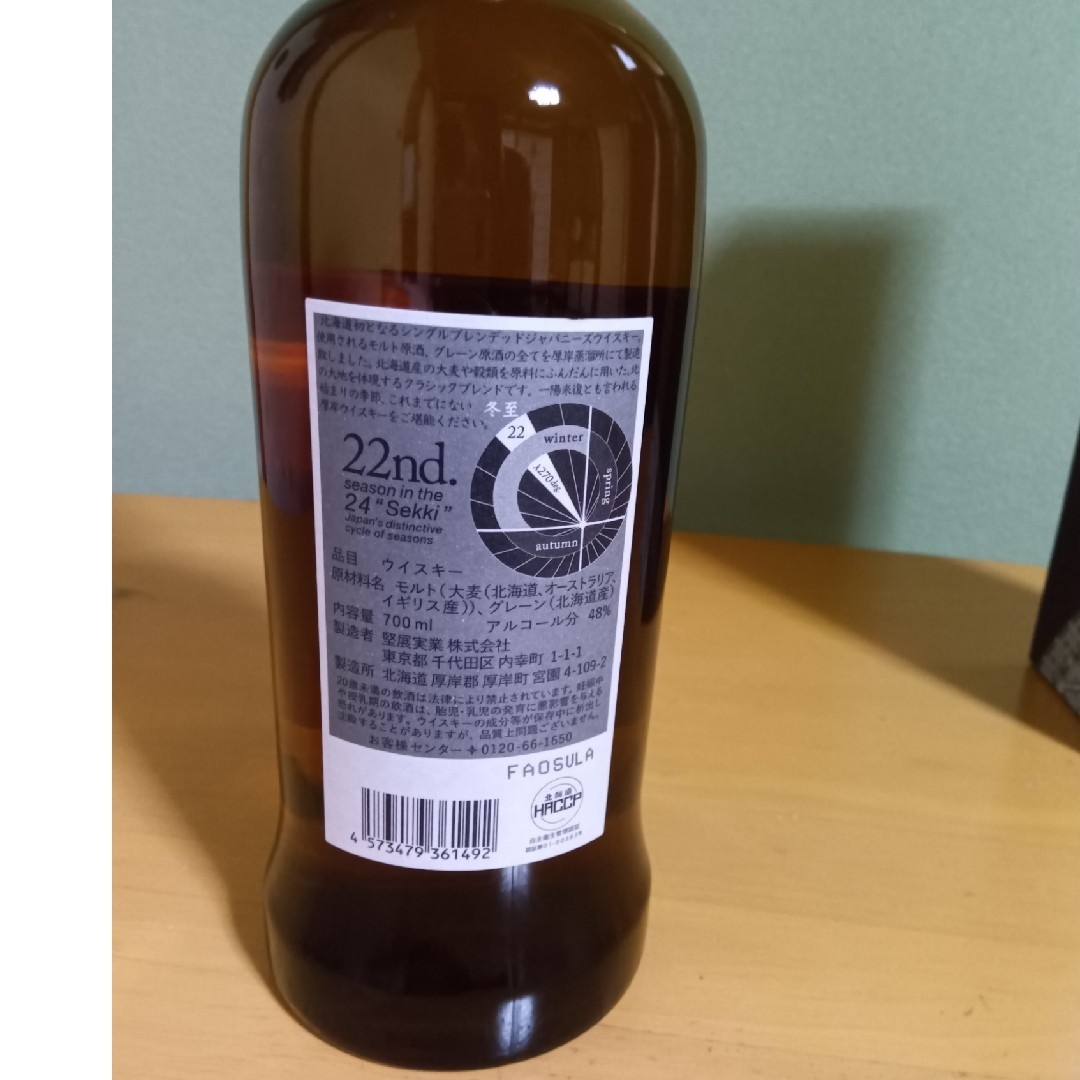 北海道初となるシングルブレンデッドジャパニーズウイスキー。
使用されるモルト原酒、グレーン原酒の全てを厚岸蒸溜所にて製造
致しました。北海道産の大麦や穀類を原料にふんだんに用いた、北
の大地を体現するクラシックブレンドです。一陽来復とも言われる
始まりの季節、これまでにない
厚岸ウイスキーをご堪能ください。
冬至
22
winter
λ270deg
spring
autumn
22nd.
season in the
24 “Sekki”
Japan's distinctive
cycle of seasons
品目 ウイスキー
原材料名 モルト(大麦(北海道、オーストラリア、
イギリス産))、グレーン(北海道産)
内容量 700 ml アルコール分 48%
製造者 堅展実業 株式会社
東京都 千代田区 内幸町 1-1-1
製造所 北海道 厚岸郡 厚岸町 宮園 4-109-2
20歳未満の飲酒は法律により禁止されています。妊娠中
や授乳期の飲酒は、胎児・乳児の発育に悪影響を与える
恐れがあります。ウイスキーの成分等が保存中に析出し
沈殿することがありますが、品質上問題ございません。
お客様センター 0120-66-1650
FAOSULA
北海道
HACCP
自主衛生管理認証
4 573479 361492